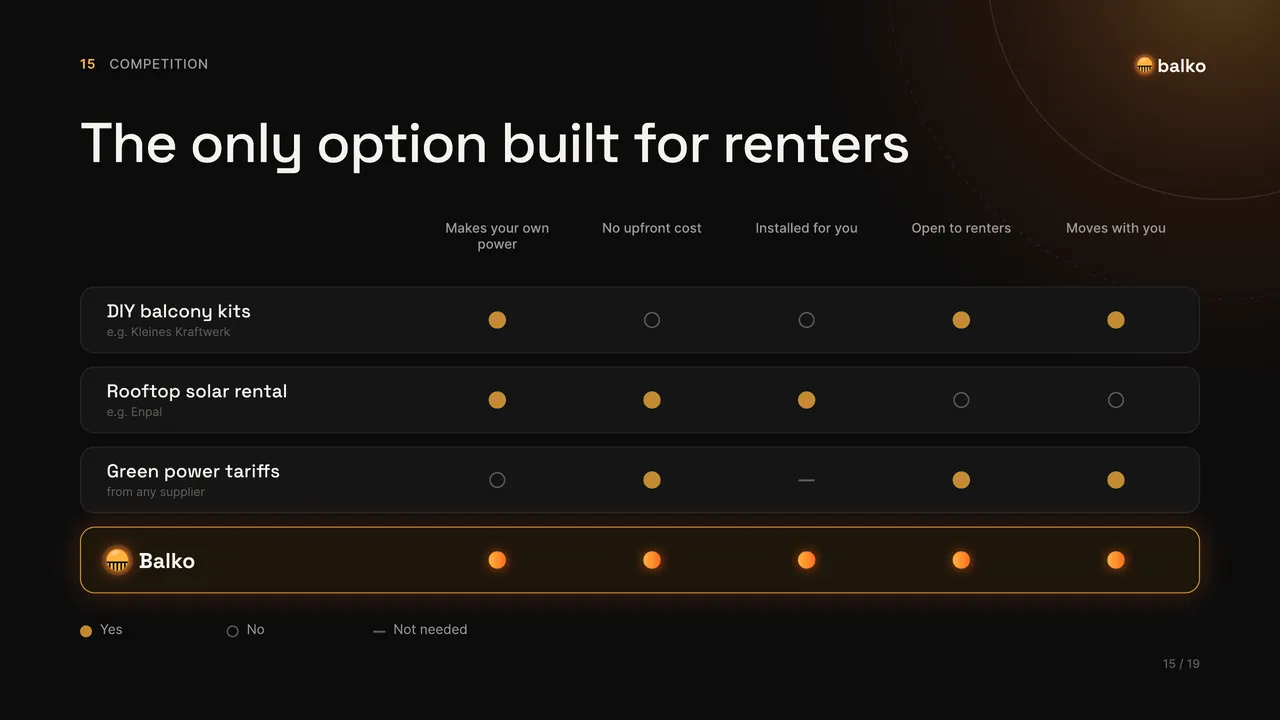 15 COMPETITION
balko
The only option built for renters
Makes your own
power
No upfront cost
Installed for you
Open to renters
Moves with you
DIY balcony kits
e.g. Kleines Kraftwerk
Rooftop solar rental
e.g. Enpal
Green power tariffs
from any supplier
Balko
Yes
No
Not needed
15 / 19